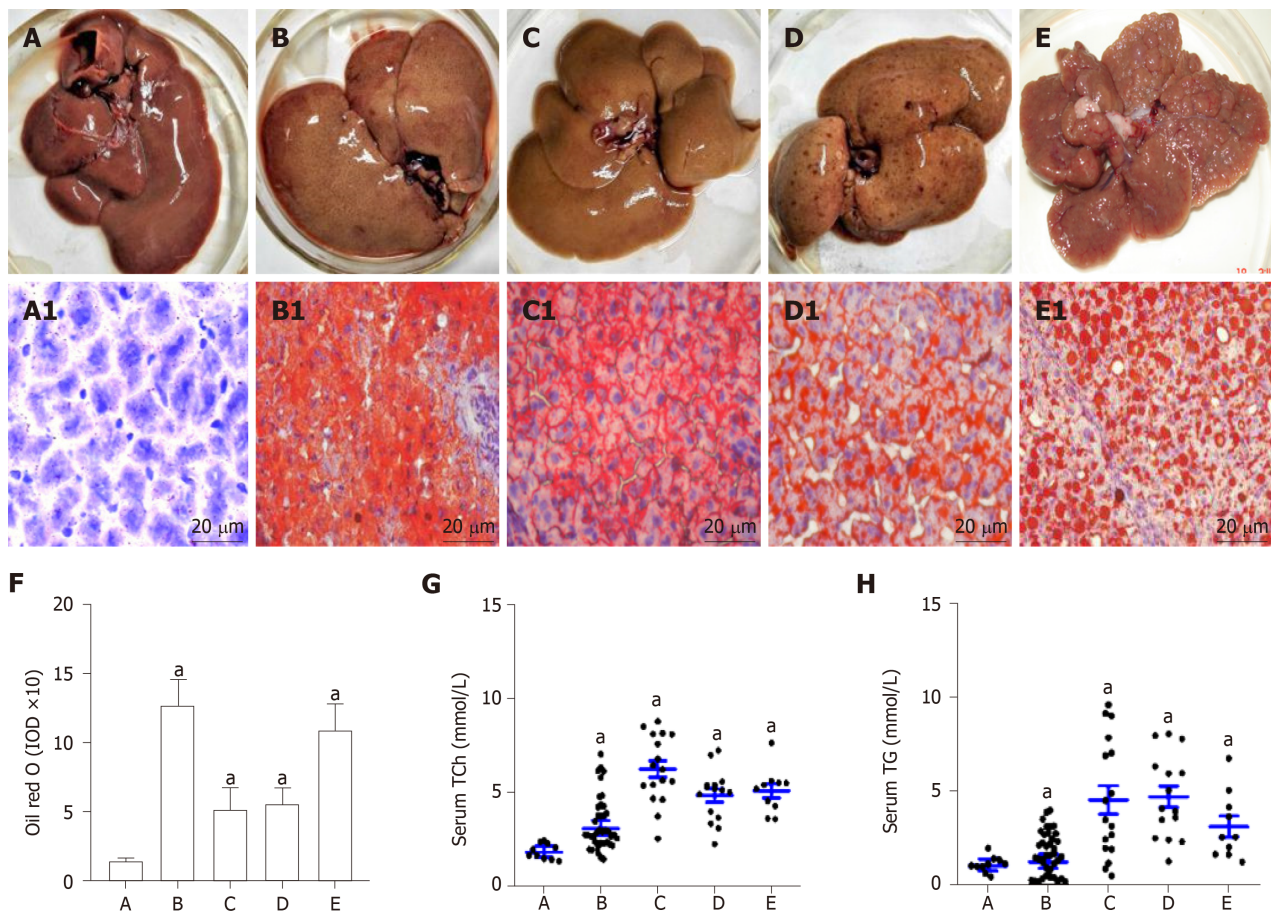 A B C D E
A1 B1 C1 D1 E1
20 μm 20 μm 20 μm 20 μm 20 μm
F G H
20
15
10
5
0
Oil red O (IOD ×10)
a
a
a
a
A B C D E
15
10
5
0
Serum TCh (mmol/L)
a
a
a
a
A B C D E
15
10
5
0
Serum TG (mmol/L)
a
a
a
a
A B C D E